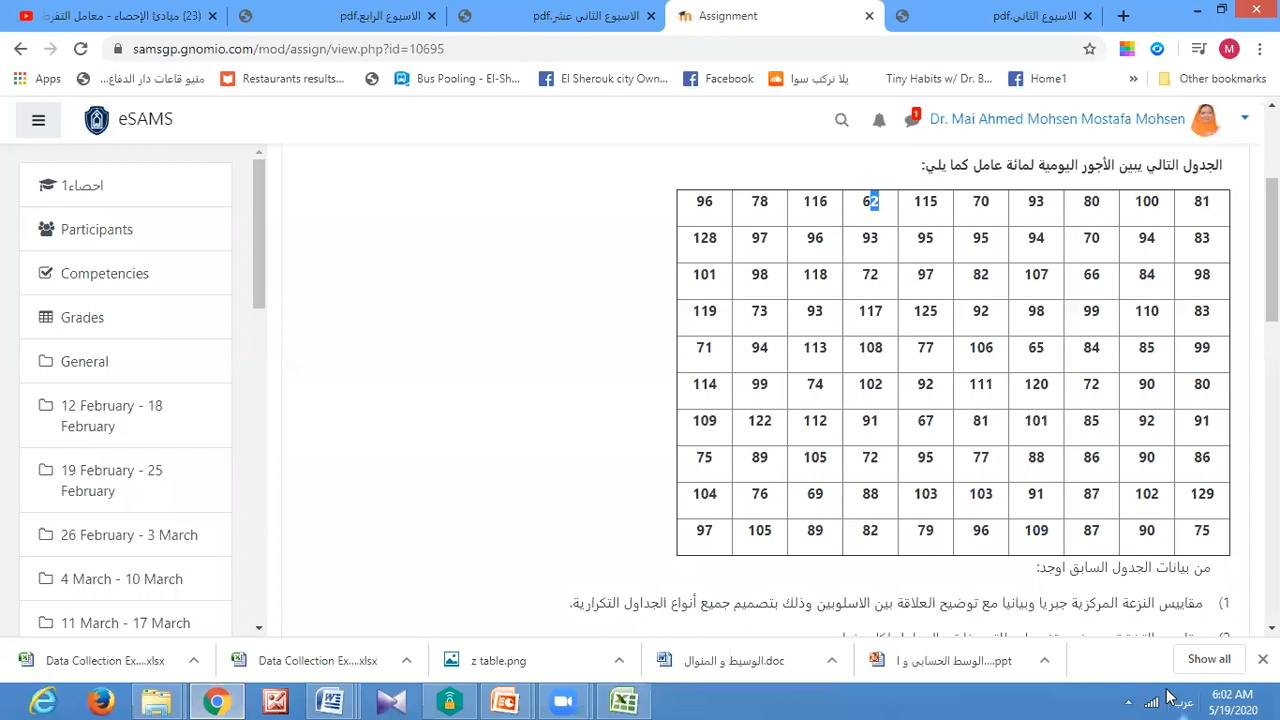 (23) مبادئ الإحصاء - معامل التفرط
الاسبوع الرابع.pdf
الاسبوع الثاني عشر.pdf
Assignment
الاسبوع الثاني.pdf
samsgp.gnomio.com/mod/assign/view.php?id=10695
M
Apps
منيو قاعات دار الدفاع...
Restaurants results...
Bus Pooling - El-Sh...
El Sherouk city Own...
Facebook
يلا نركب سوا
Tiny Habits w/ Dr. B...
Home1
Other bookmarks
eSAMS
1
Dr. Mai Ahmed Mohsen Mostafa Mohsen
احصاء1
Participants
Competencies
Grades
General
12 February - 18
February
19 February - 25
February
26 February - 3 March
4 March - 10 March
11 March - 17 March
الجدول التالي يبين الأجور اليومية لمائة عامل كما يلي:
96 78 116 62 115 70 93 80 100 81
128 97 96 93 95 95 94 70 94 83
101 98 118 72 97 82 107 66 84 98
119 73 93 117 125 92 98 99 110 83
71 94 113 108 77 106 65 84 85 99
114 99 74 102 92 111 120 72 90 80
109 122 112 91 67 81 101 85 92 91
75 89 105 72 95 77 88 86 90 86
104 76 69 88 103 103 91 87 102 129
97 105 89 82 79 96 109 87 90 75
من بيانات الجدول السابق اوجد:
1) مقاييس النزعة المركزية جبريا وبيانيا مع توضيح العلاقة بين الاسلوبين وذلك بتصميم جميع أنواع الجداول التكرارية.
Data Collection Ex....xlsx
Data Collection Ex....xlsx
z table.png
الوسيط و المنوال.doc
الوسط الحسابى و ا....ppt
Show all
عرب
6:02 AM
5/19/2020